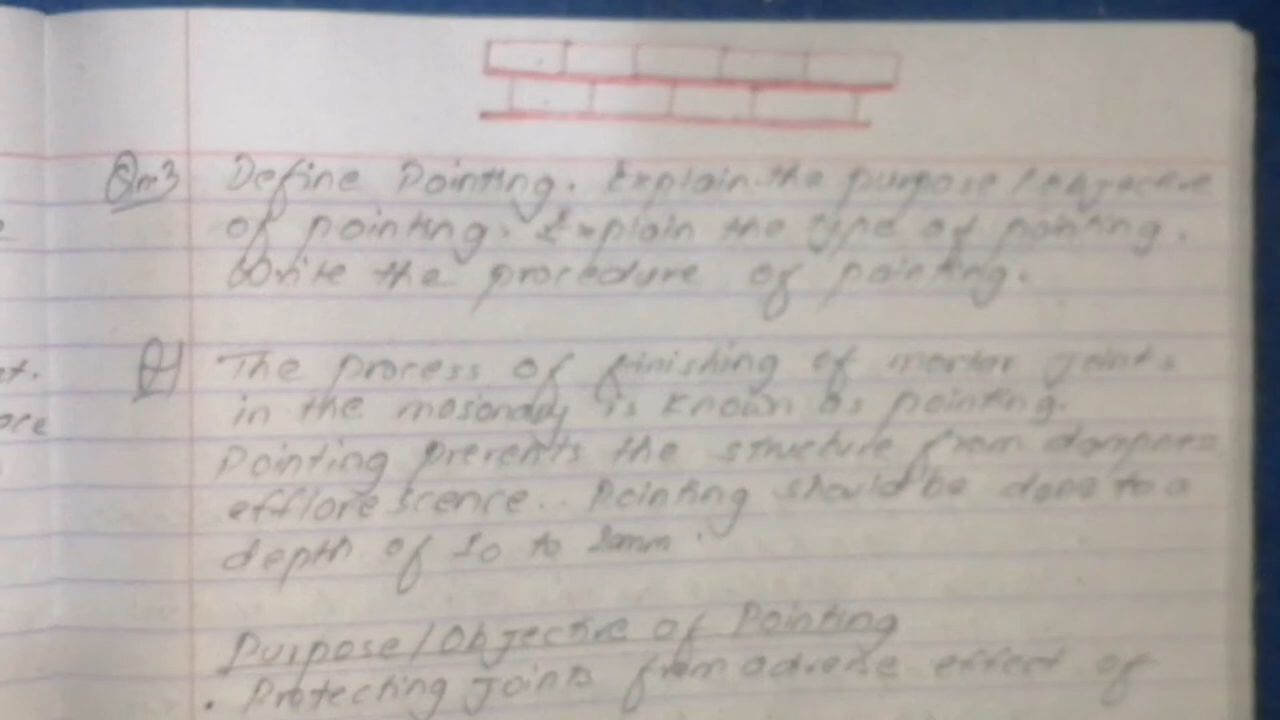 Qn3 Define Pointing. Explain the purpose / objective
of pointing. Explain the type of pointing.
Write the procedure of pointing.
The process of finishing of mortar joints
in the masonday is known as pointing.
Pointing prevents the structure from dampness
efflorescence.. Pointing should be done to a
depth of 10 to 20mm.
Purpose / Objective of Pointing
• Protecting joints from adverse effect of
et.
ore